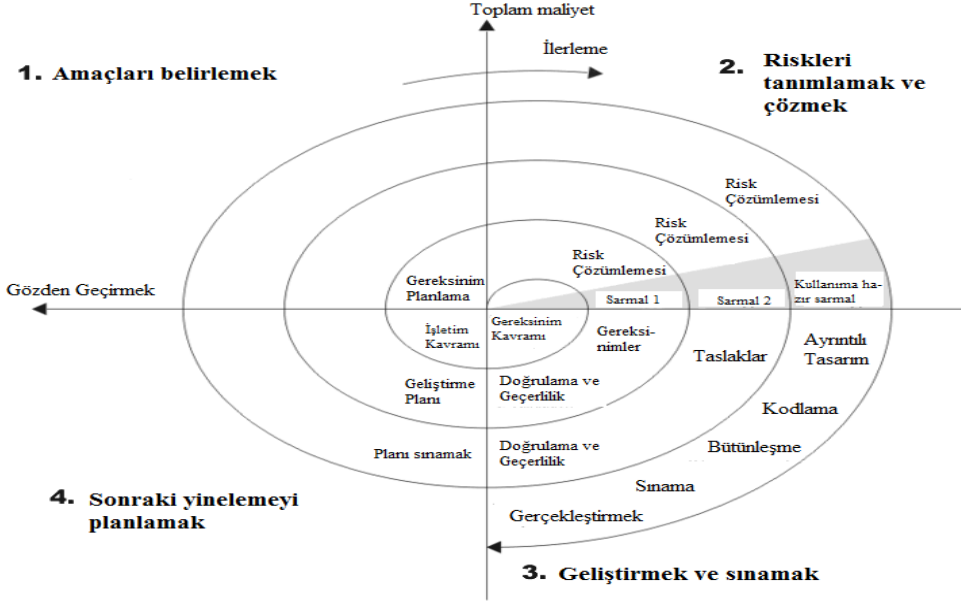 Toplam maliyet
İlerleme
1. Amaçları belirlemek
2. Riskleri
tanımlamak ve
çözmek
Risk
Çözümlemesi
Risk
Çözümlemesi
Risk
Çözümlemesi
Gereksinim
Planlama
Gözden Geçirmek
Sarmal 1
Sarmal 2
Kullanıma ha-
zır sarmal
İşletim
Kavramı
Gereksinim
Kavramı
Gereksi-
nimler
Taslaklar
Ayrıntılı
Tasarım
Geliştirme
Planı
Doğrulama ve
Geçerlilik
Kodlama
Planı sınamak
Doğrulama ve
Geçerlilik
Bütünleşme
Sınama
Gerçekleştirmek
4. Sonraki yinelemeyi
planlamak
3. Geliştirmek ve sınamak